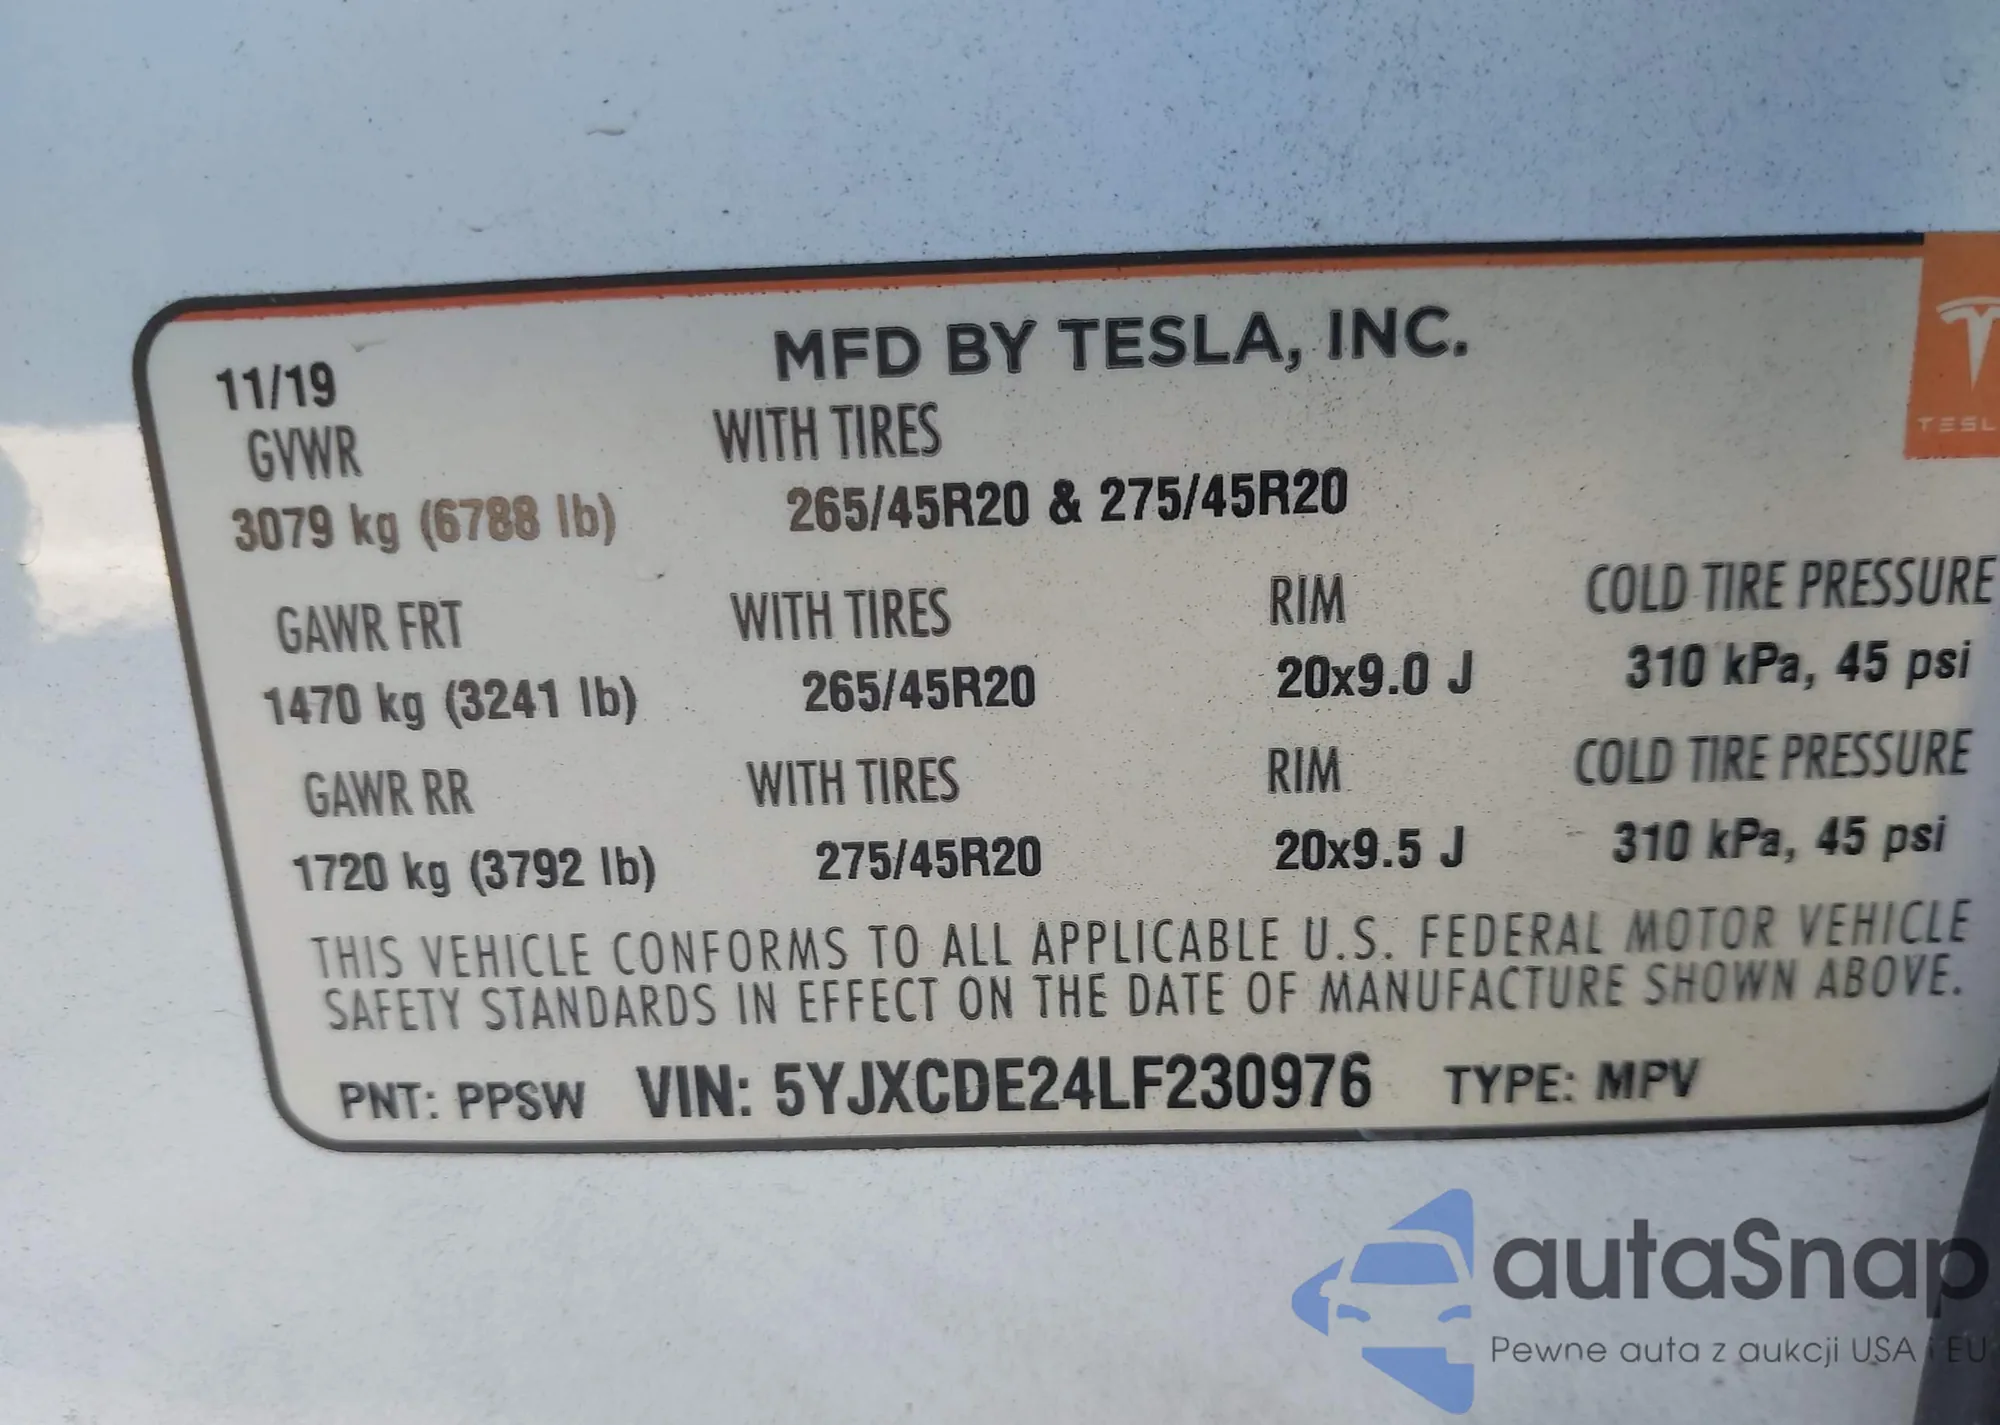 MFD BY TESLA, INC.
11/19
GVWR WITH TIRES
3079 kg (6788 lb) 265/45R20 & 275/45R20
TESL
GAWR FRT WITH TIRES RIM COLD TIRE PRESSURE
1470 kg (3241 lb) 265/45R20 20x9.0 J 310 kPa, 45 psi
GAWR RR WITH TIRES RIM COLD TIRE PRESSURE
1720 kg (3792 lb) 275/45R20 20x9.5 J 310 kPa, 45 psi
THIS VEHICLE CONFORMS TO ALL APPLICABLE U.S. FEDERAL MOTOR VEHICLE
SAFETY STANDARDS IN EFFECT ON THE DATE OF MANUFACTURE SHOWN ABOVE.
PNT: PPSW VIN: 5YJXCDE24LF230976 TYPE: MPV
autaSnap
Pewne auta z aukcji USA i EU